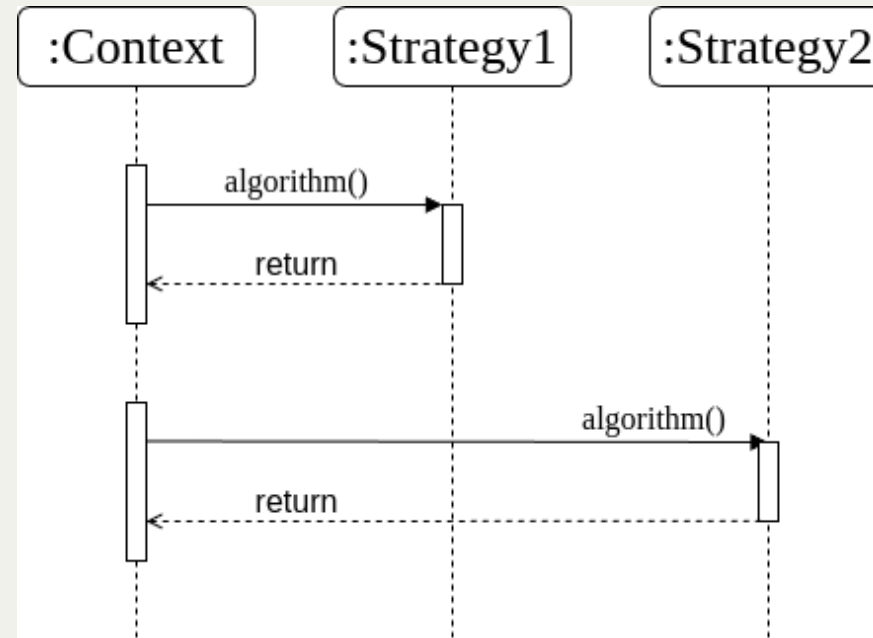 :Context
:Strategy1
:Strategy2
algorithm()
return
algorithm()
return